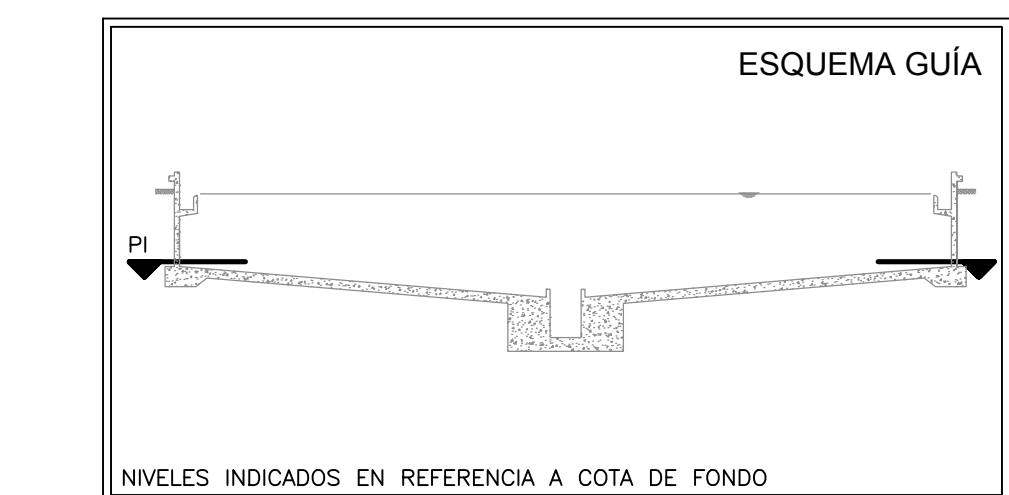 ESQUEMA GUÍA
PI
NIVELES INDICADOS EN REFERENCIA A COTA DE FONDO